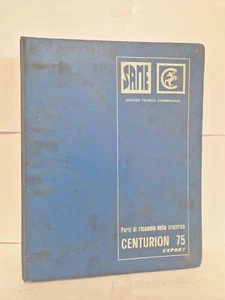 SAME
SERVIZIO TECNICO COMMERCIALE
Parti di ricambio della trattrice
CENTURION 75
EXPORT